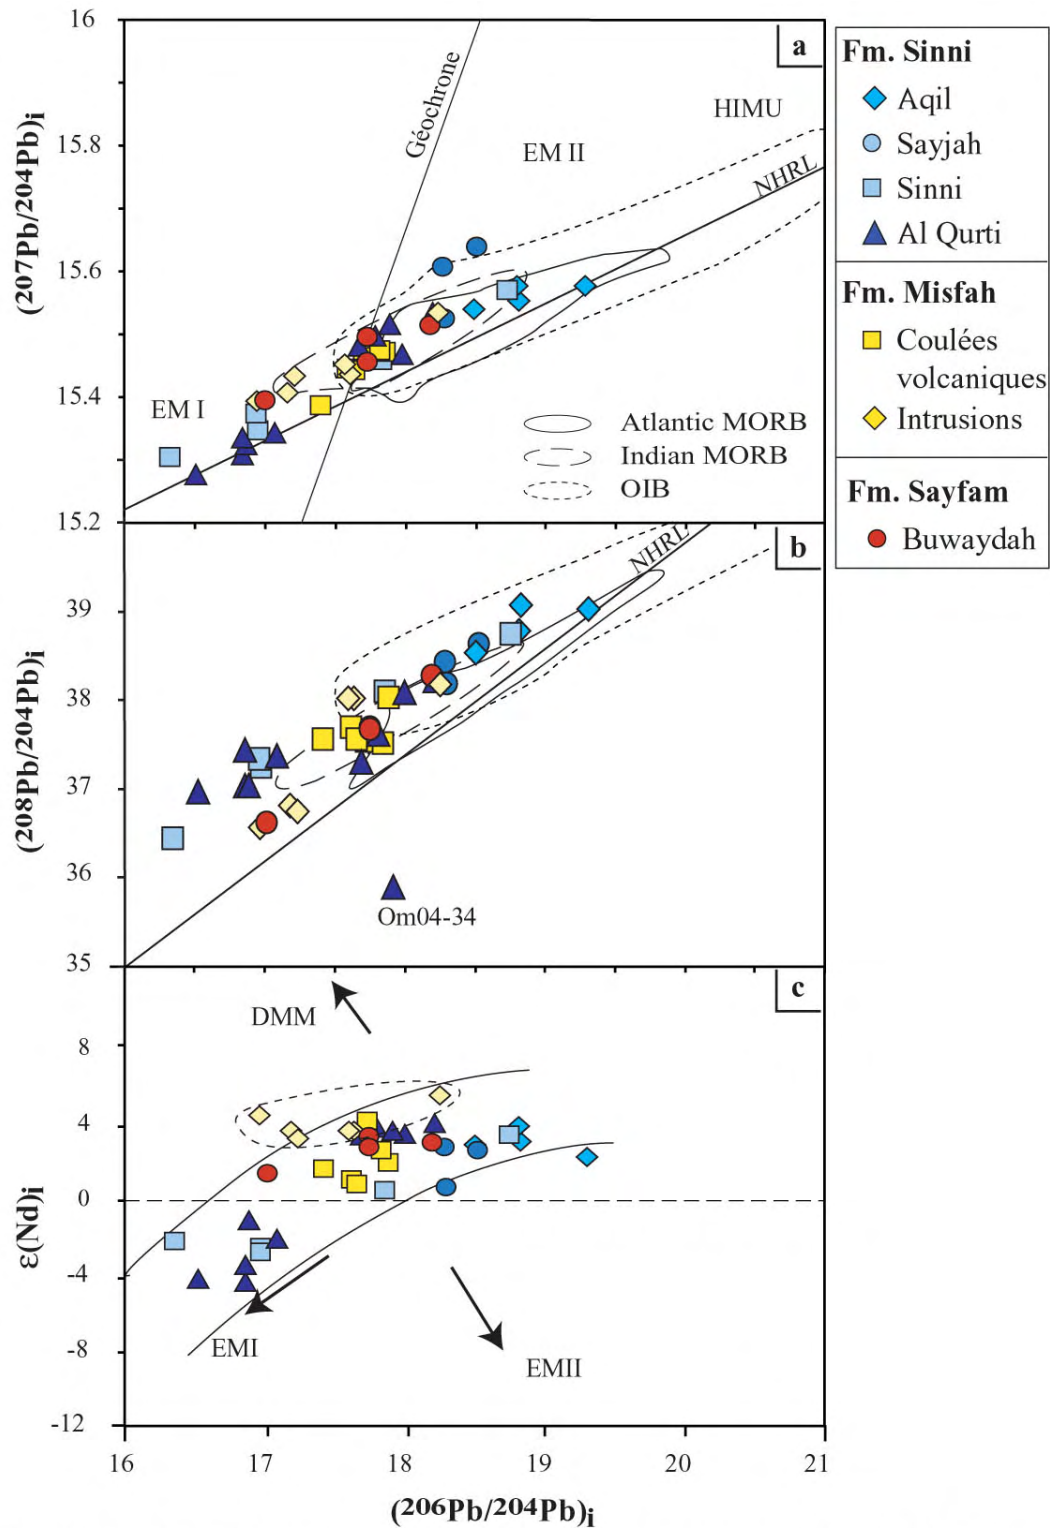 16
15.8
15.6
15.4
15.2
(207Pb/204Pb)i
a
Géochrone
HIMU
EM II
NHRL
EM I
Atlantic MORB
Indian MORB
OIB
Fm. Sinni
Aqil
Sayjah
Sinni
Al Qurti
Fm. Misfah
Coulées
volcaniques
Intrusions
Fm. Sayfam
Buwaydah
39
38
37
36
35
(208Pb/204Pb)i
b
NHRL
Om04-34
8
4
0
-4
-8
-12
ε(Nd)i
c
DMM
EMI
EMII
16 17 18 19 20 21
(206Pb/204Pb)i